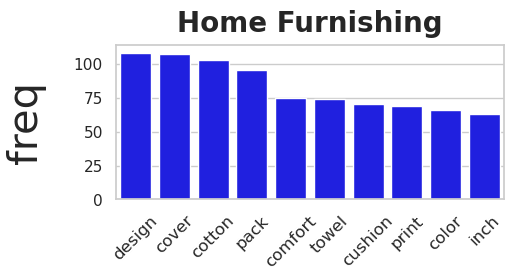 Home Furnishing
freq
100
75
50
25
0
design
cover
cotton
pack
comfort
towel
cushion
print
color
inch